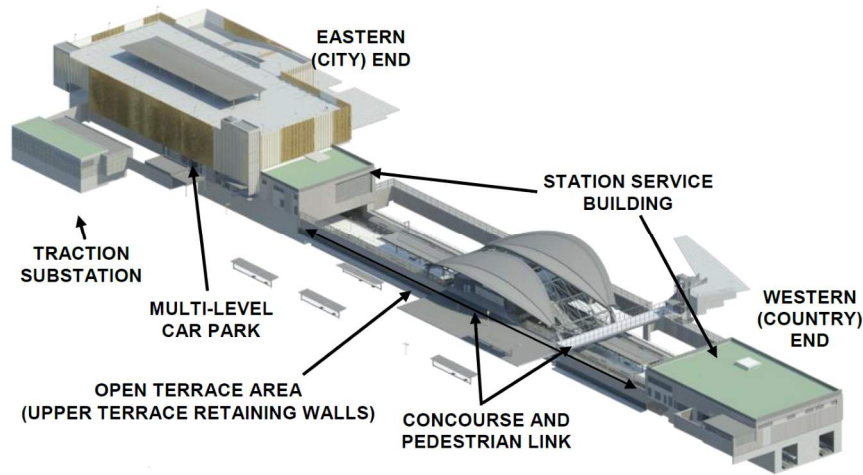 EASTERN
(CITY) END
STATION SERVICE
BUILDING
TRACTION
SUBSTATION
MULTI-LEVEL
CAR PARK
WESTERN
(COUNTRY)
END
OPEN TERRACE AREA
(UPPER TERRACE RETAINING WALLS)
CONCOURSE AND
PEDESTRIAN LINK